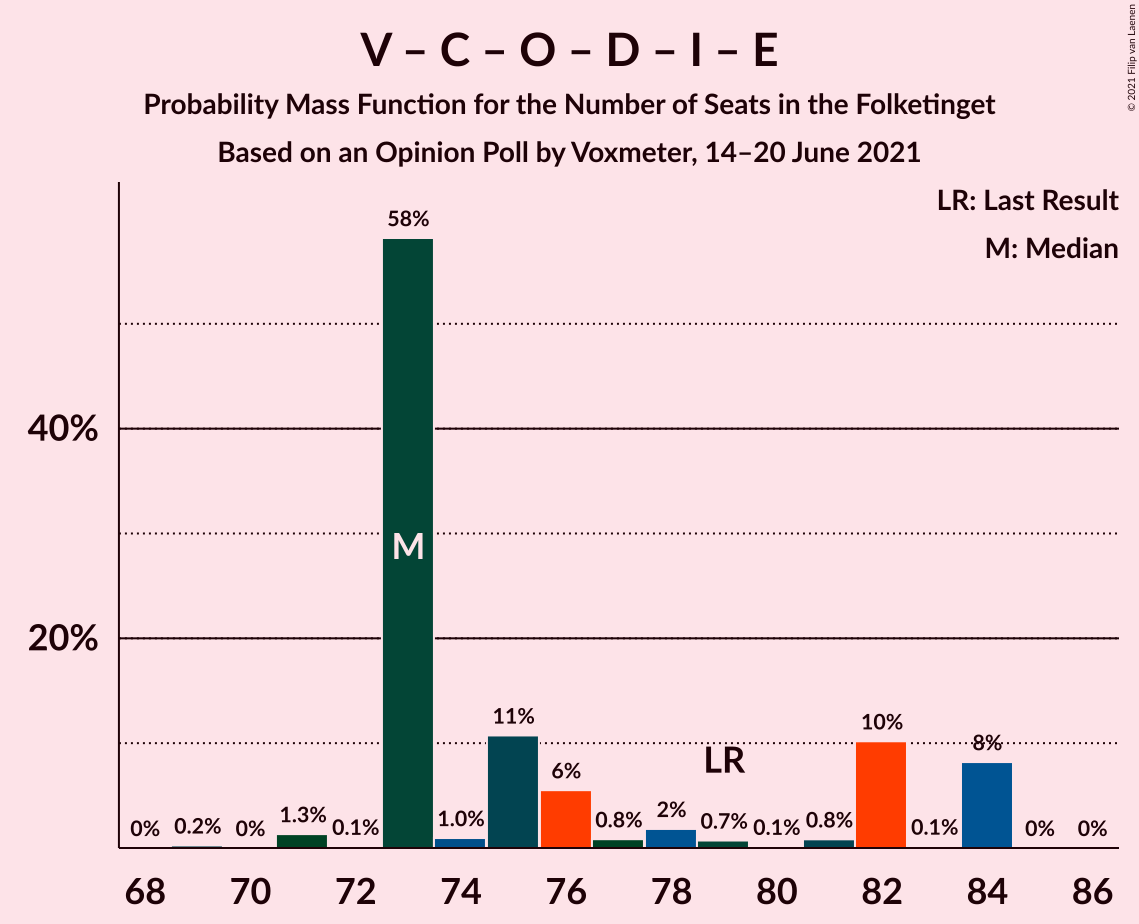 V – C – O – D – I – E
Probability Mass Function for the Number of Seats in the Folketinget
Based on an Opinion Poll by Voxmeter, 14–20 June 2021
© 2021 Filip van Laenen
LR: Last Result
M: Median
40%
20%
0%
0.2%
0%
1.3%
0.1%
58%
M
1.0%
11%
6%
0.8%
2%
0.7%
LR
0.1%
0.8%
10%
0.1%
8%
0%
0%
68 70 72 74 76 78 80 82 84 86